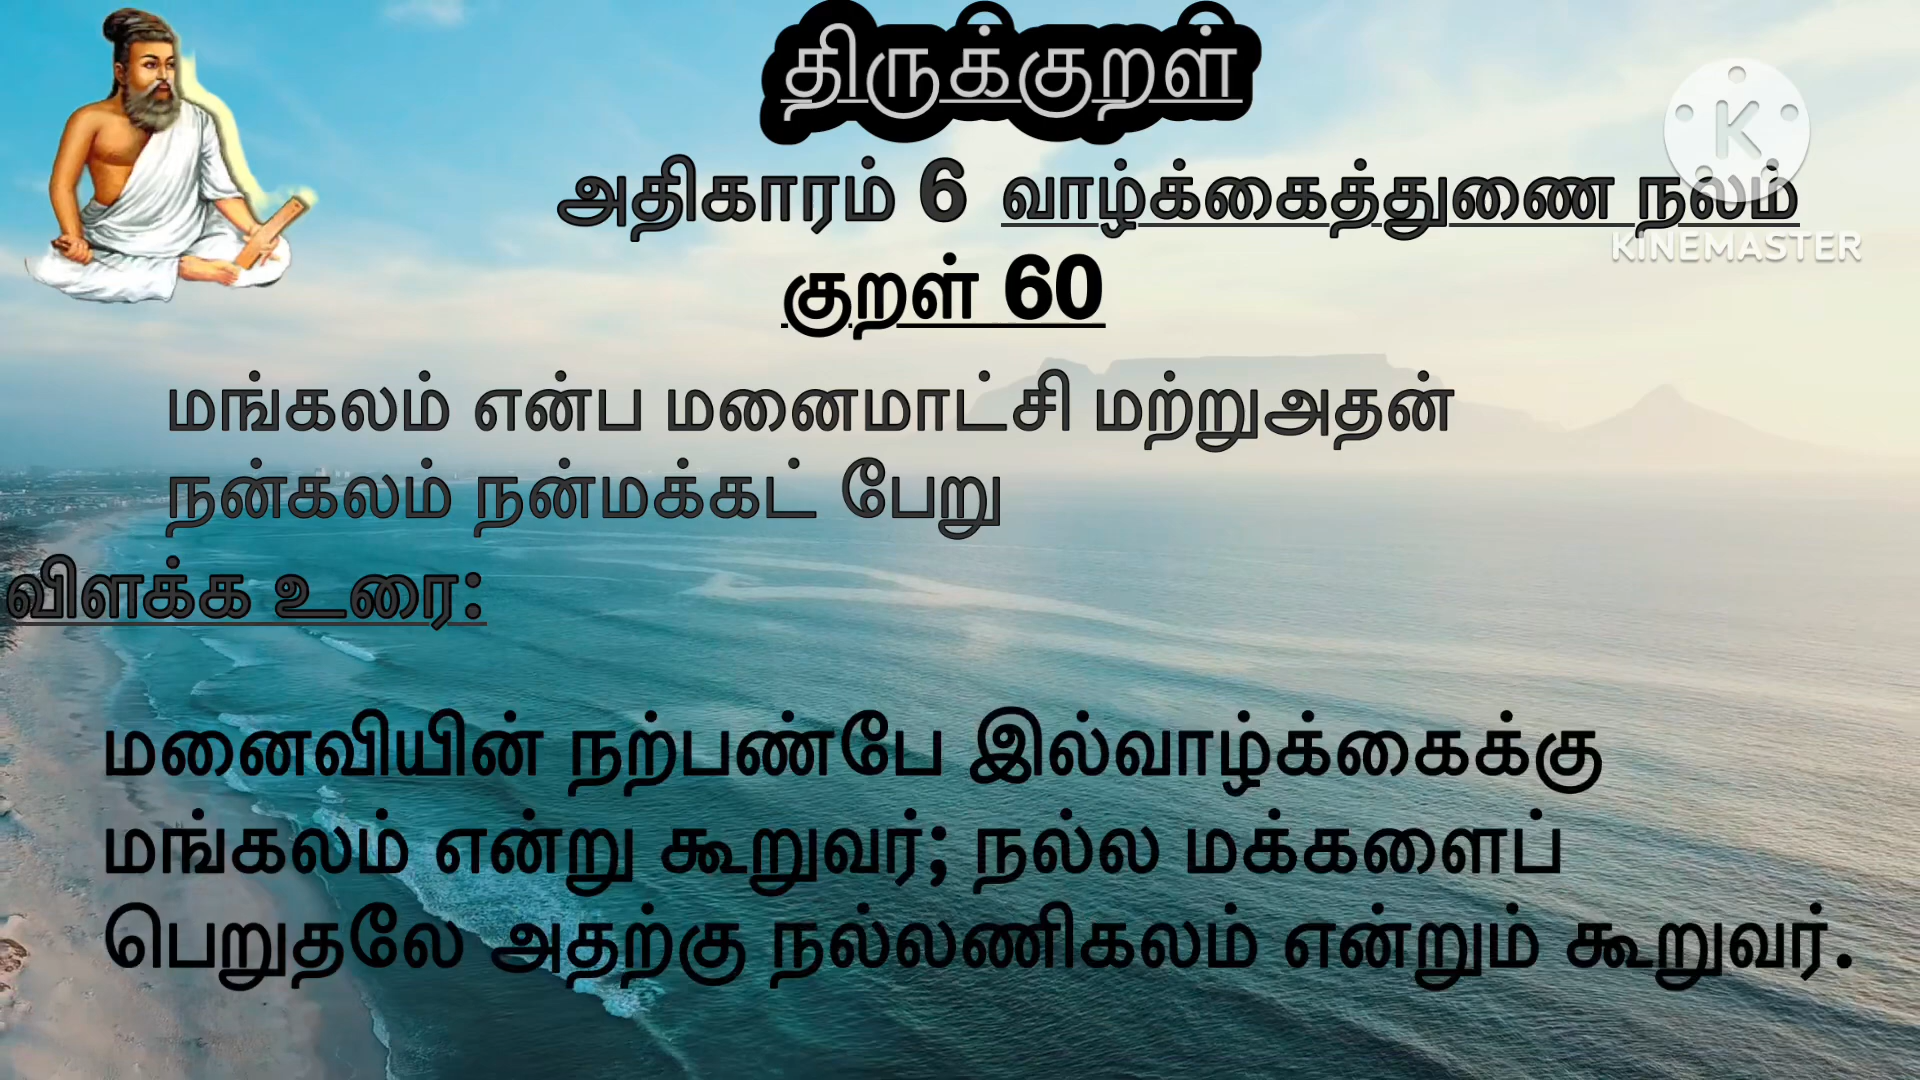 திருக்குறள்
அதிகாரம் 6 வாழ்க்கைத்துணை நலம்
K
KINEMASTER
குறள் 60
மங்கலம் என்ப மனைமாட்சி மற்றுஅதன்
நன்கலம் நன்மக்கட் பேறு
விளக்க உரை:
மனைவியின் நற்பண்பே இல்வாழ்க்கைக்கு
மங்கலம் என்று கூறுவர்; நல்ல மக்களைப்
பெறுதலே அதற்கு நல்லணிகலம் என்றும் கூறுவர்.